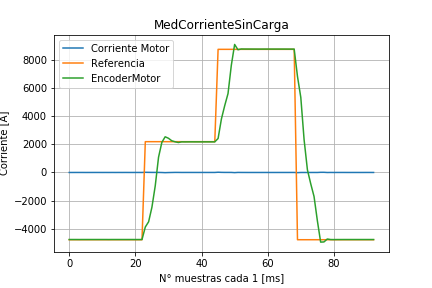 MedCorrienteSinCarga
Corriente Motor
Referencia
EncoderMotor
Corriente [A]
8000
6000
4000
2000
0
−2000
−4000
0 20 40 60 80
N° muestras cada 1 [ms]